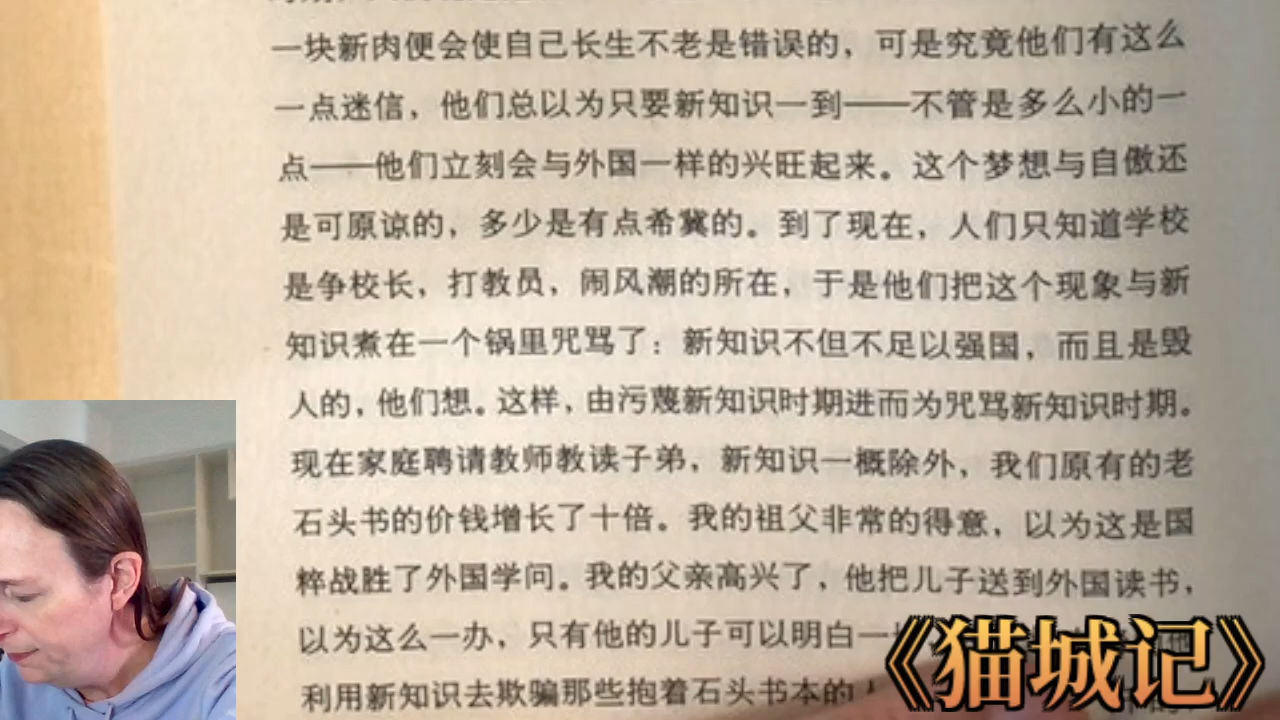 一块新肉便会使自己长生不老是错误的，可是究竟他们有这么
一点迷信，他们总以为只要新知识一到——不管是多么小的一
点——他们立刻会与外国一样的兴旺起来。这个梦想与自傲还
是可原谅的，多少是有点希冀的。到了现在，人们只知道学校
是争校长，打教员，闹风潮的所在，于是他们把这个现象与新
知识煮在一个锅里咒骂了：新知识不但不足以强国，而且是毁
人的，他们想。这样，由污蔑新知识时期进而为咒骂新知识时期。
现在家庭聘请教师教读子弟，新知识一概除外，我们原有的老
石头书的价钱增长了十倍。我的祖父非常的得意，以为这是国
粹战胜了外国学问。我的父亲高兴了，他把儿子送到外国读书，
以为这么一办，只有他的儿子可以明白一
利用新知识去欺骗那些抱着石头书本的
《猫城记》